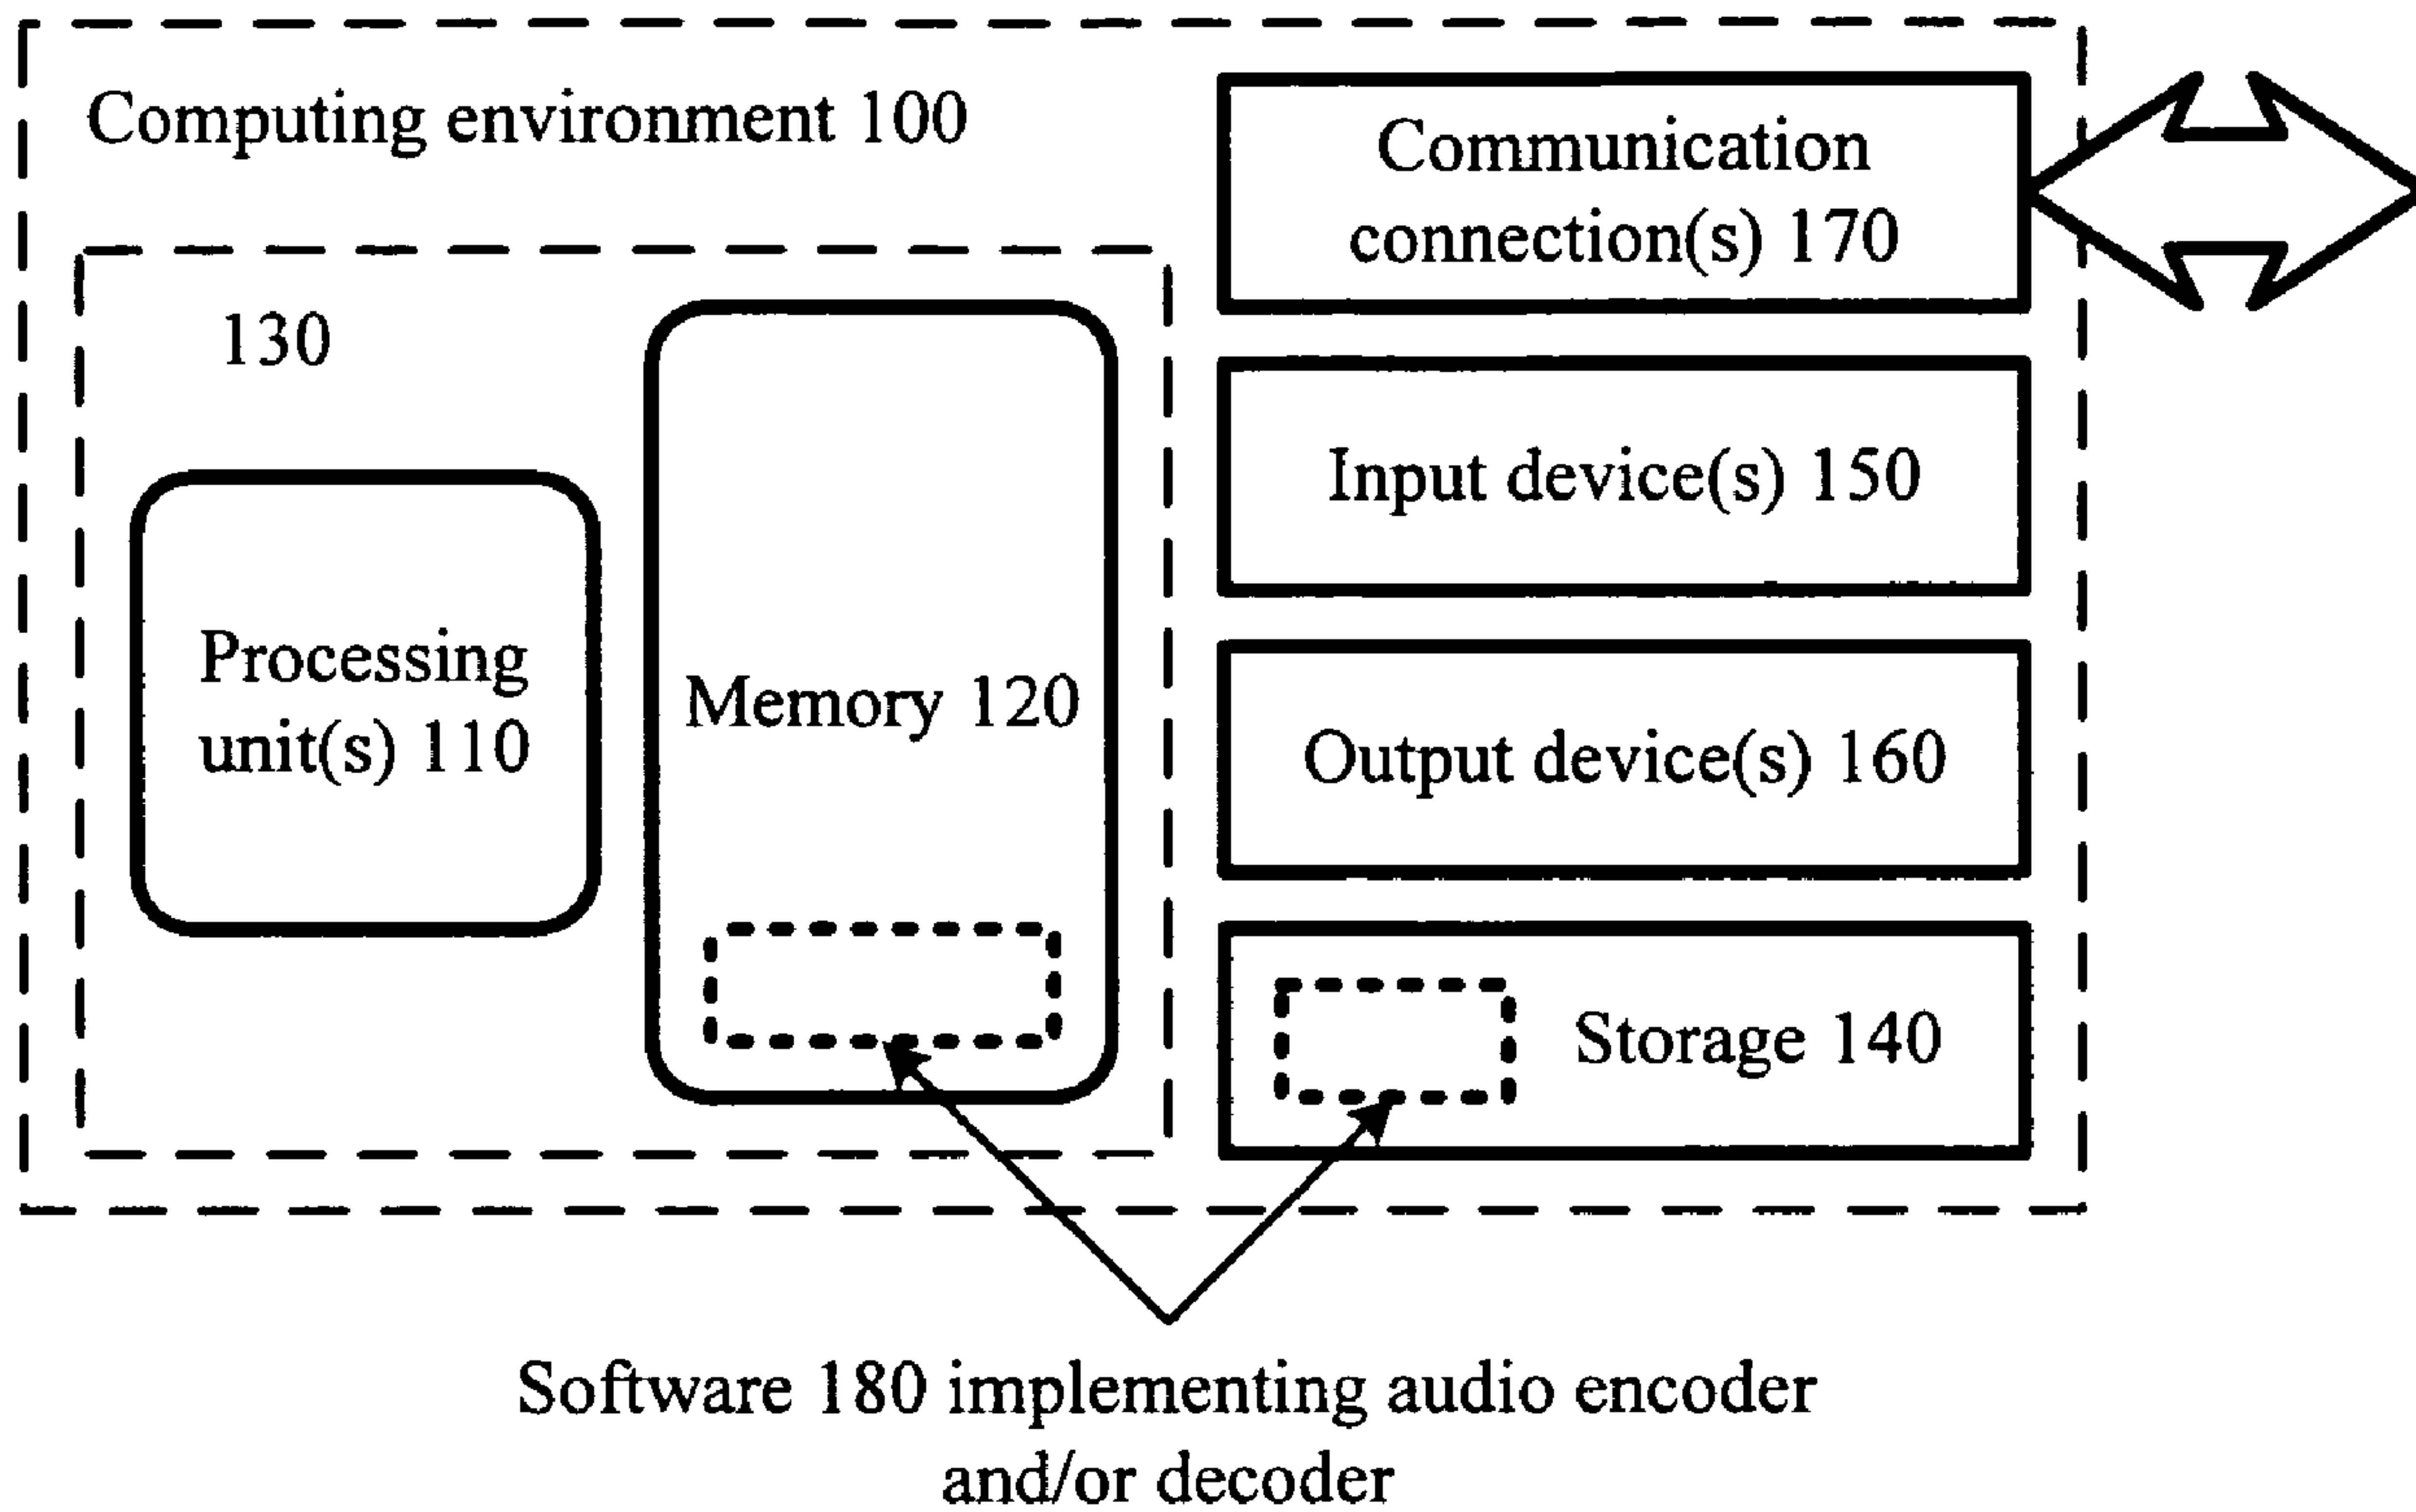 Computing environment 100
Communication
connection(s) 170
130
Input device(s) 150
Processing
unit(s) 110
Memory 120
Output device(s) 160
Storage 140
Software 180 implementing audio encoder
and/or decoder